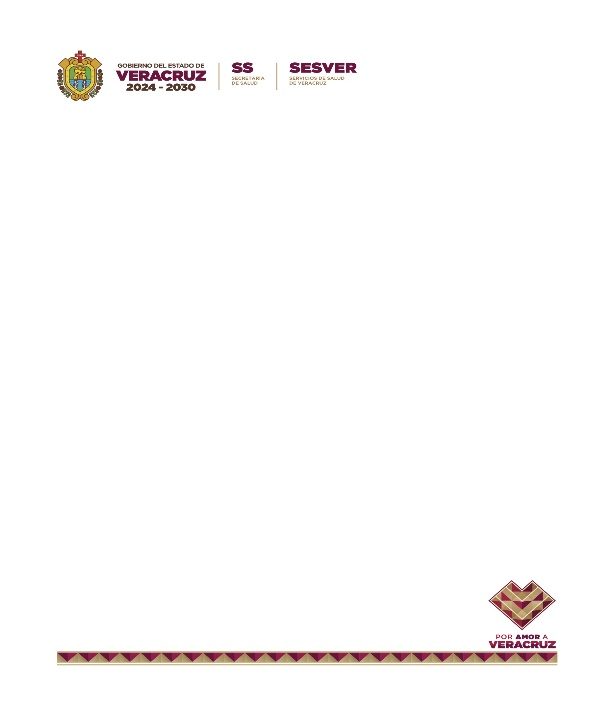 GOBIERNO DEL ESTADO DE
VERACRUZ
2024 - 2030
SS
SECRETARÍA
DE SALUD
SESVER
SERVICIOS DE SALUD
DE VERACRUZ
POR AMOR A
VERACRUZ